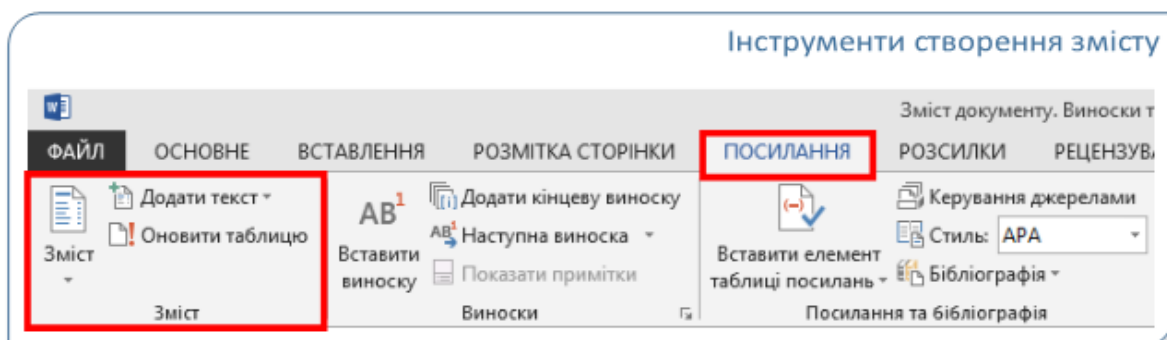 Інструменти створення змісту
Зміст документу. Виноски т
ФАЙЛ ОСНОВНЕ ВСТАВЛЕННЯ РОЗМІТКА СТОРІНКИ ПОСИЛАННЯ РОЗСИЛКИ РЕЦЕНЗУВА
Зміст
Додати текст
Оновити таблицю
Зміст
AB1
Вставити
виноску
Додати кінцеву виноску
Наступна виноска
Показати примітки
Виноски
Вставити елемент
таблиці посилань
Керування джерелами
Стиль: APA
Бібліографія
Посилання та бібліографія